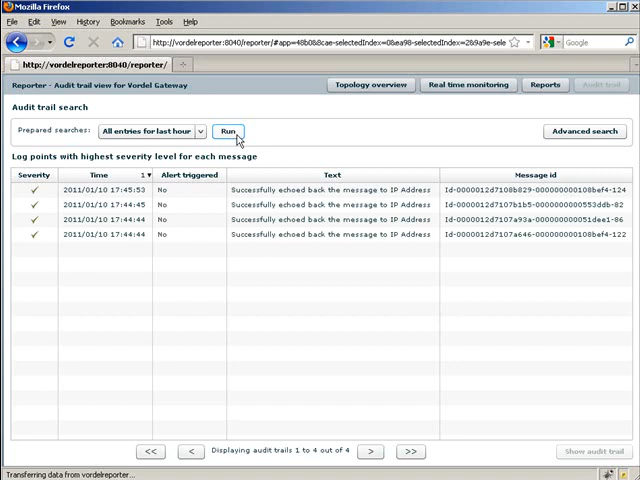 Mozilla Firefox
File Edit View History Bookmarks Tools Help
http://vordelreporter:8040/reporter/#app=48b08&cae-selectedIndex=0&ea98-selectedIndex=2&9a9e-sele
Google
http://vordelreporter:8040/reporter/
Reporter - Audit trail view for Vordel Gateway
Topology overview
Real time monitoring
Reports
Audit trail
Audit trail search
Prepared searches: All entries for last hour Run Advanced search
Log points with highest severity level for each message
Severity Time 1 Alert triggered Text Message id
2011/01/10 17:45:53 No Successfully echoed back the message to IP Address Id-0000012d7108b829-0000000000108bef4-124
2011/01/10 17:44:45 No Successfully echoed back the message to IP Address Id-0000012d7107b1b5-0000000000553ddb-82
2011/01/10 17:44:44 No Successfully echoed back the message to IP Address Id-0000012d7107a93a-000000000051dee1-86
2011/01/10 17:44:44 No Successfully echoed back the message to IP Address Id-0000012d7107a646-000000000108bef4-122
<< < Displaying audit trails 1 to 4 out of 4 > >> Show audit trail
Transferring data from vordelreporter...